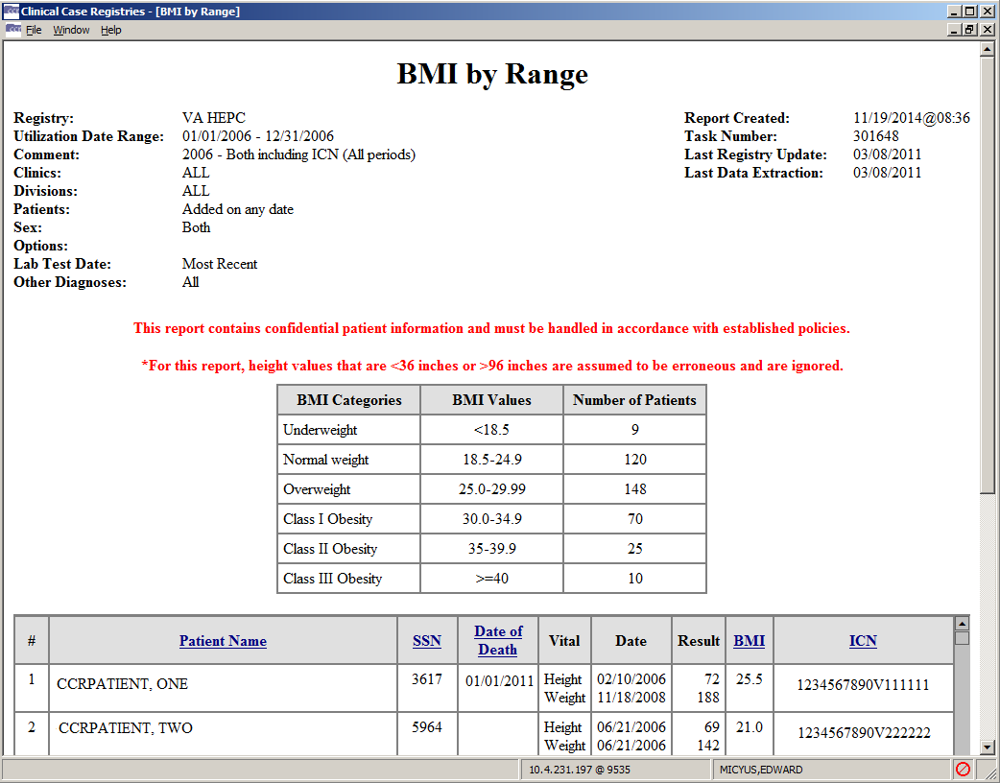 Clinical Case Registries - [BMI by Range]
File Window Help
BMI by Range
Registry: VA HEPC Report Created: 11/19/2014@08:36
Utilization Date Range: 01/01/2006 - 12/31/2006 Task Number: 301648
Comment: 2006 - Both including ICN (All periods) Last Registry Update: 03/08/2011
Clinics: ALL Last Data Extraction: 03/08/2011
Divisions: ALL
Patients: Added on any date
Sex: Both
Options:
Lab Test Date: Most Recent
Other Diagnoses: All
This report contains confidential patient information and must be handled in accordance with established policies.
*For this report, height values that are <36 inches or >96 inches are assumed to be erroneous and are ignored.
BMI Categories BMI Values Number of Patients
Underweight <18.5 9
Normal weight 18.5-24.9 120
Overweight 25.0-29.99 148
Class I Obesity 30.0-34.9 70
Class II Obesity 35-39.9 25
Class III Obesity >=40 10
# Patient Name SSN Date of Death Vital Date Result BMI ICN
1 CCRPATIENT, ONE 3617 01/01/2011 Height 02/10/2006 72 25.5 1234567890V111111
Weight 11/18/2008 188
2 CCRPATIENT, TWO 5964 Height 06/21/2006 69 21.0 1234567890V222222
Weight 06/21/2006 142
10.4.231.197 @ 9535 MICYUS,EDWARD